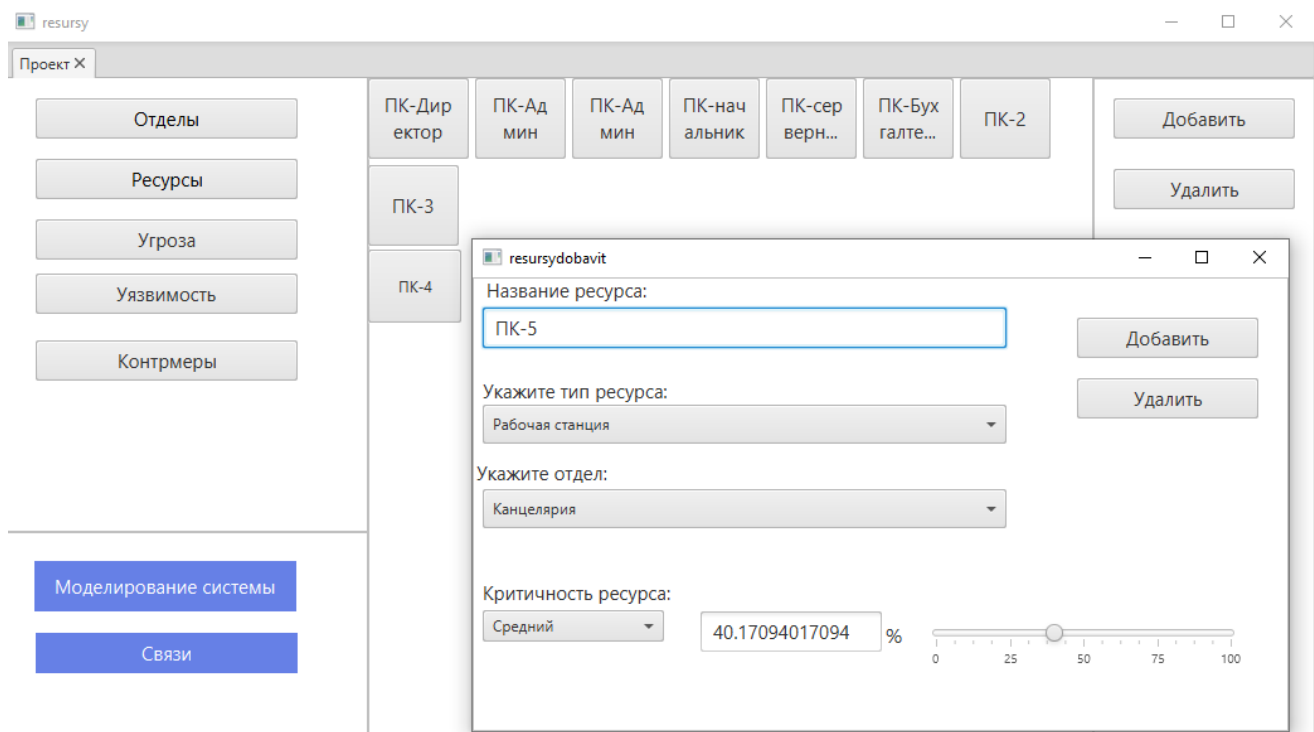 resursy
Проект
Отделы
Ресурсы
Угроза
Уязвимость
Контрмеры
Моделирование системы
Связи
ПК-Дир
ектор
ПК-Ад
мин
ПК-Ад
мин
ПК-нач
альник
ПК-сер
верн...
ПК-Бух
галте...
ПК-2
ПК-3
ПК-4
Добавить
Удалить
resursydobavit
Название ресурса:
ПК-5
Добавить
Удалить
Укажите тип ресурса:
Рабочая станция
Укажите отдел:
Канцелярия
Критичность ресурса:
Средний
40.17094017094
%
0 25 50 75 100